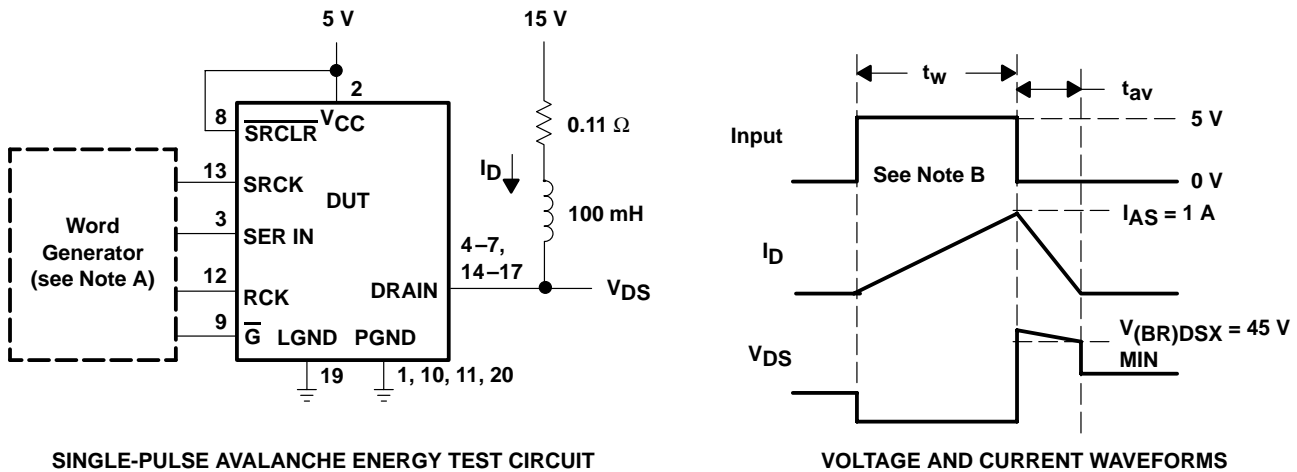 5 V
15 V
2
8
SRCLR
VCC
0.11 Ω
ID
13
SRCK
DUT
Word
Generator
(see Note A)
3
SER IN
100 mH
4–7,
14–17
12
RCK
DRAIN
VDS
9
G
LGND
PGND
19
1, 10, 11, 20
SINGLE-PULSE AVALANCHE ENERGY TEST CIRCUIT
tw
tav
Input
5 V
See Note B
0 V
IAS = 1 A
ID
V(BR)DSX = 45 V
MIN
VDS
VOLTAGE AND CURRENT WAVEFORMS